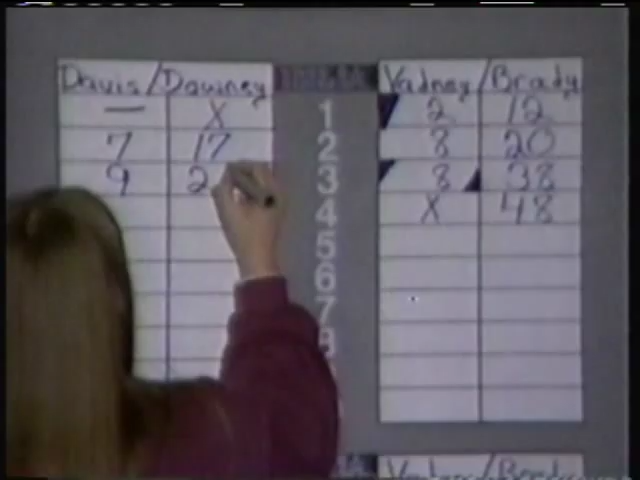 Davis/Downey Vadney/Brady
— X 1 2 12
7 17 2 8 20
9 2 3 8 38
4 X 48
5
6
7
8
Vadney/Brady